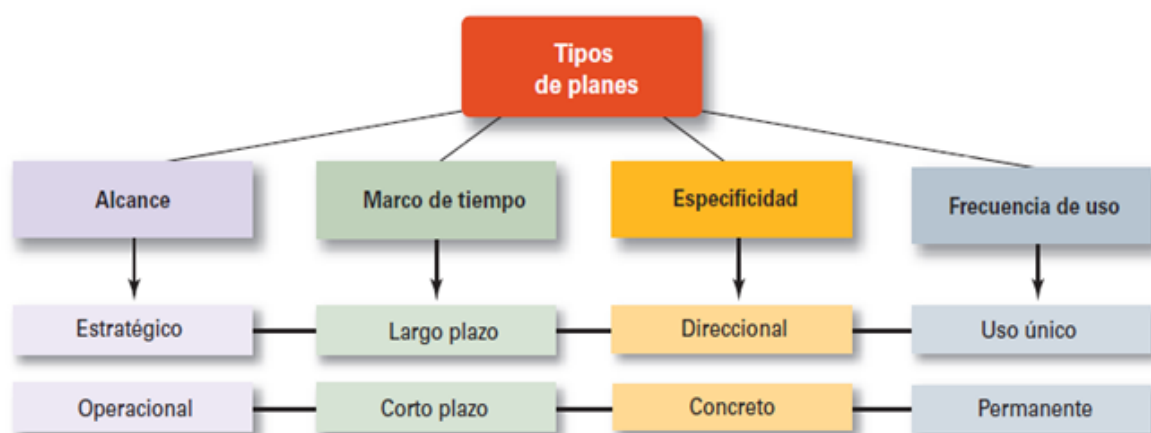 Tipos
de planes
Alcance
Marco de tiempo
Especificidad
Frecuencia de uso
Estratégico
Largo plazo
Direccional
Uso único
Operacional
Corto plazo
Concreto
Permanente